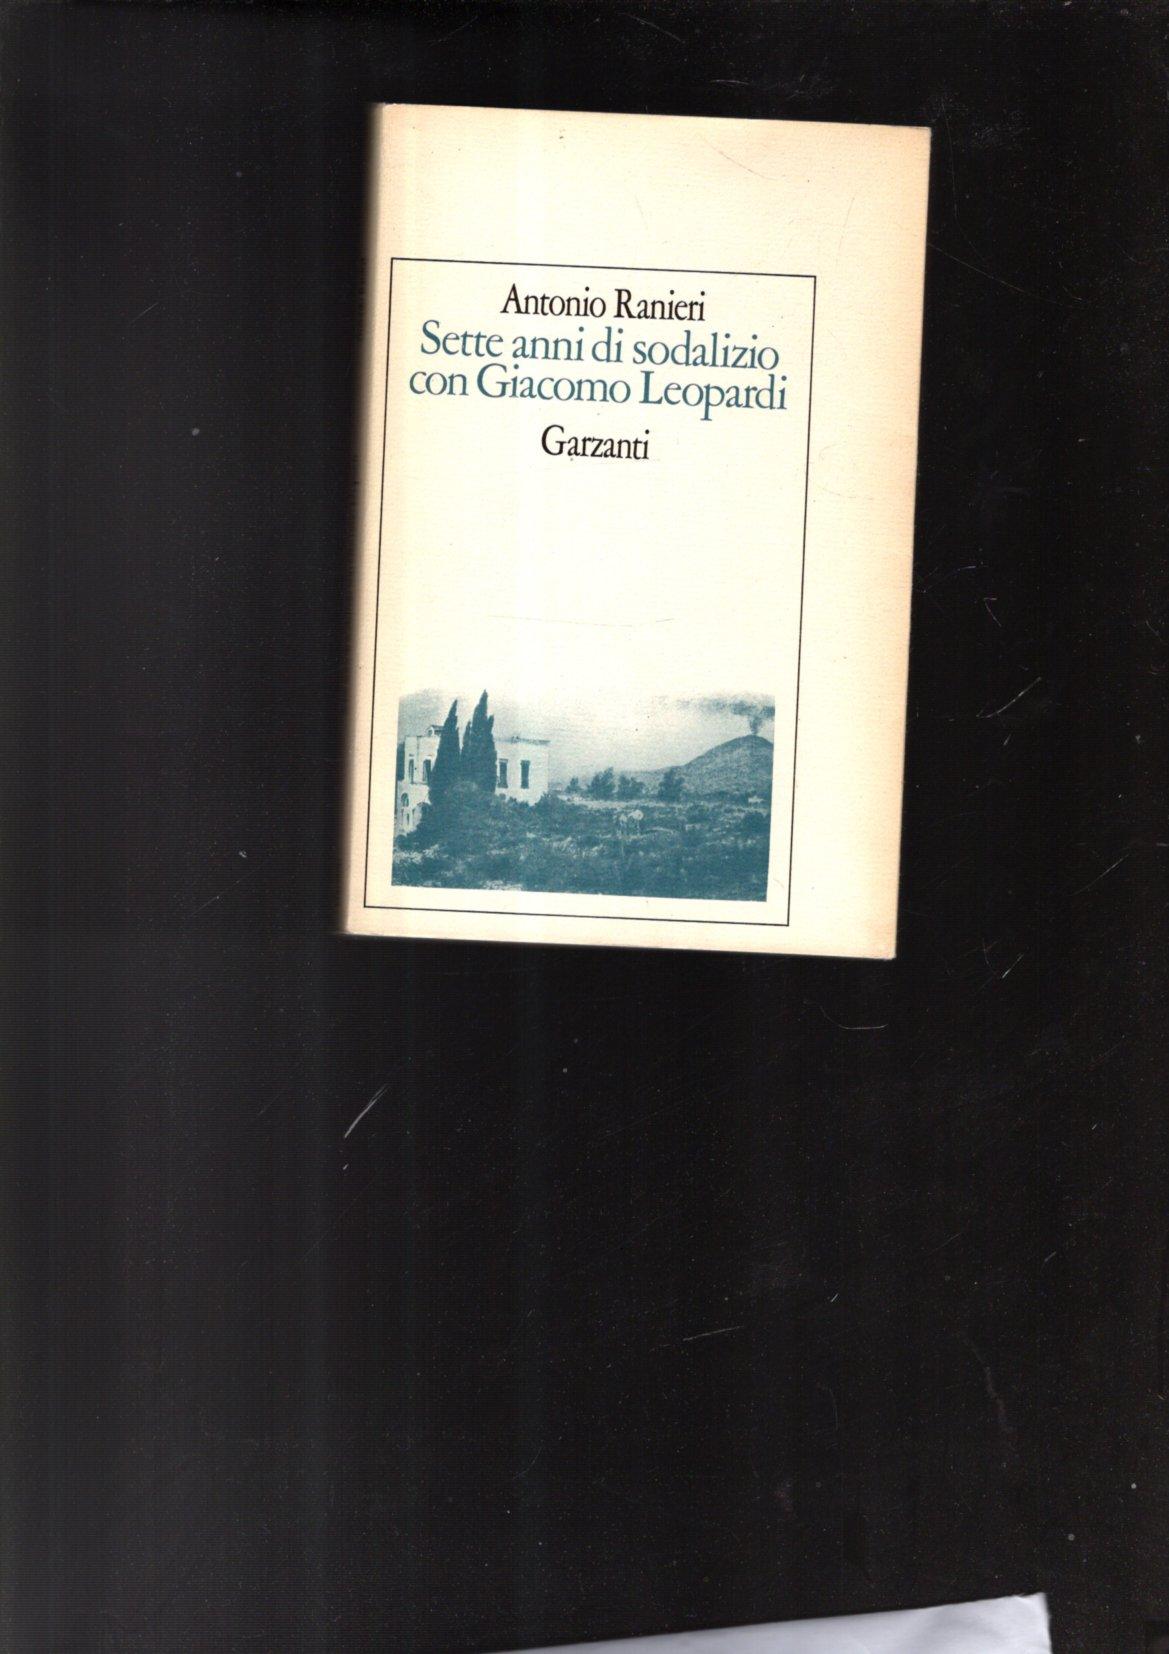 Antonio Ranieri
Sette anni di sodalizio
con Giacomo Leopardi
Garzanti